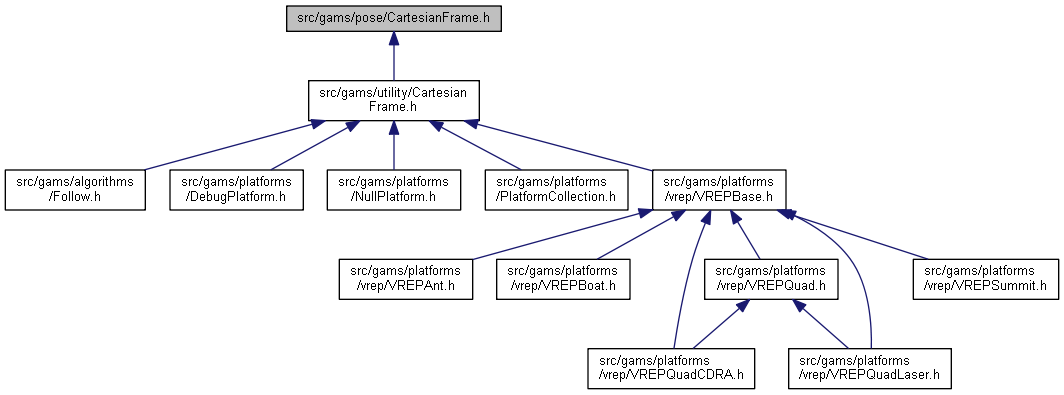 src/gams/pose/CartesianFrame.h
src/gams/utility/Cartesian
Frame.h
src/gams/algorithms
/Follow.h
src/gams/platforms
/DebugPlatform.h
src/gams/platforms
/NullPlatform.h
src/gams/platforms
/PlatformCollection.h
src/gams/platforms
/vrep/VREPBase.h
src/gams/platforms
/vrep/VREPAnt.h
src/gams/platforms
/vrep/VREPBoat.h
src/gams/platforms
/vrep/VREPQuad.h
src/gams/platforms
/vrep/VREPSummit.h
src/gams/platforms
/vrep/VREPQuadCDRA.h
src/gams/platforms
/vrep/VREPQuadLaser.h